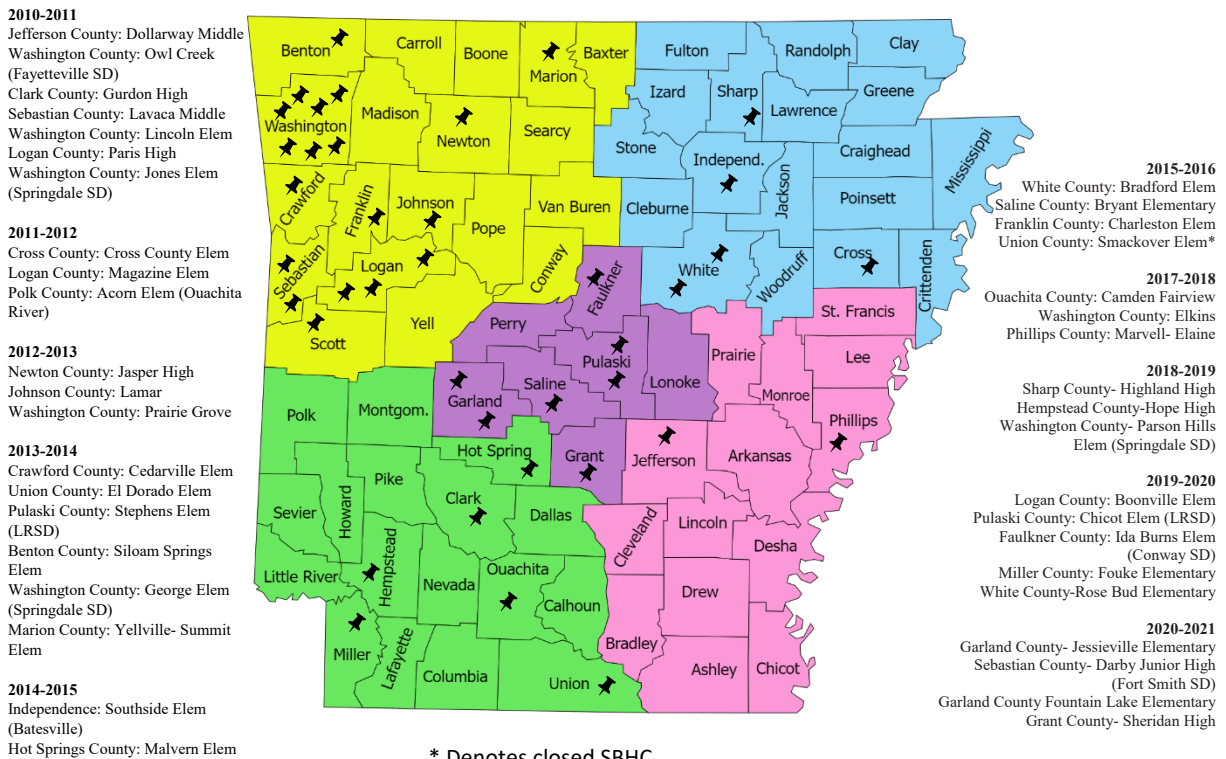 2010-2011
Jefferson County: Dollarway Middle
Washington County: Owl Creek
(Fayetteville SD)
Clark County: Gurdon High
Sebastian County: Lavaca Middle
Washington County: Lincoln Elem
Logan County: Paris High
Washington County: Jones Elem
(Springdale SD)
2011-2012
Cross County: Cross County Elem
Logan County: Magazine Elem
Polk County: Acorn Elem (Ouachita
River)
2012-2013
Newton County: Jasper High
Johnson County: Lamar
Washington County: Prairie Grove
2013-2014
Crawford County: Cedarville Elem
Union County: El Dorado Elem
Pulaski County: Stephens Elem
(LRSD)
Benton County: Siloam Springs
Elem
Washington County: George Elem
(Springdale SD)
Marion County: Yellville- Summit
Elem
2014-2015
Independence: Southside Elem
(Batesville)
Hot Springs County: Malvern Elem
Benton
Carroll
Boone
Marion
Baxter
Fulton
Randolph
Clay
Izard
Sharp
Lawrence
Greene
Washington
Madison
Newton
Searcy
Stone
Independ.
Jackson
Craighead
Mississippi
Crawford
Franklin
Johnson
Pope
Van Buren
Cleburne
Poinsett
Sebastian
Logan
Conway
Faulkner
White
Woodruff
Cross
Crittenden
Scott
Yell
Perry
Pulaski
Lonoke
Prairie
St. Francis
Lee
Monroe
Phillips
Polk
Montgom.
Garland
Saline
Hot Spring
Grant
Jefferson
Arkansas
Sevier
Howard
Pike
Clark
Dallas
Cleveland
Lincoln
Desha
Little River
Hempstead
Nevada
Ouachita
Calhoun
Drew
Bradley
Miller
Lafayette
Columbia
Union
Ashley
Chicot
2015-2016
White County: Bradford Elem
Saline County: Bryant Elementary
Franklin County: Charleston Elem
Union County: Smackover Elem*
2017-2018
Ouachita County: Camden Fairview
Washington County: Elkins
Phillips County: Marvell- Elaine
2018-2019
Sharp County- Highland High
Hempstead County-Hope High
Washington County- Parson Hills
Elem (Springdale SD)
2019-2020
Logan County: Boonville Elem
Pulaski County: Chicot Elem (LRSD)
Faulkner County: Ida Burns Elem
(Conway SD)
Miller County: Fouke Elementary
White County-Rose Bud Elementary
2020-2021
Garland County- Jessieville Elementary
Sebastian County- Darby Junior High
(Fort Smith SD)
Garland County Fountain Lake Elementary
Grant County- Sheridan High
* Denotes closed SBHC